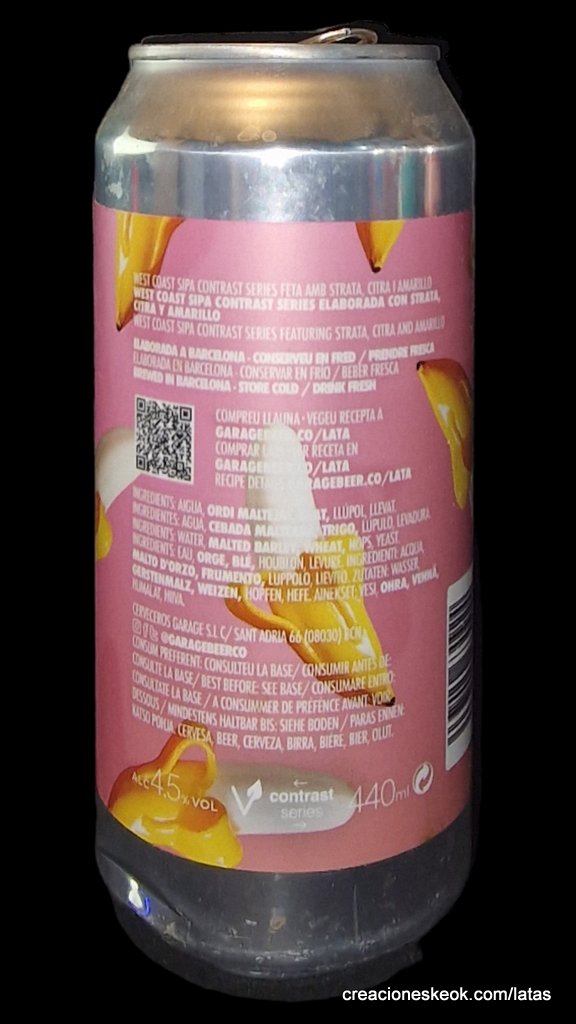 WEST COAST SIPA CONTRAST SERIES FETA AMB STRATA, CITRA I AMARILLO
WEST COAST SIPA CONTRAST SERIES ELABORADA CON STRATA,
CITRA Y AMARILLO
WEST COAST SIPA CONTRAST SERIES FEATURING STRATA, CITRA AND AMARILLO
ELABORADA A BARCELONA - CONSERVEU EN FRED / PRENDRE FRESCA
ELABORADA EN BARCELONA - CONSERVAR EN FRÍO / BEBER FRESCA
BREWED IN BARCELONA - STORE COLD / DRINK FRESH
COMPREU LLAUNA · VEGEU RECEPTA A
GARAGEBEER.CO/LATA
COMPRAR RECETA EN
GARAGEBEER.CO/LATA
RECIPE DETAILS GARAGEBEER.CO/LATA
INGREDIENTS: AIGUA, ORDI MALTEJAT, BLAT, LLÚPOL, LLEVAT.
INGREDIENTES: AGUA, CEBADA MALTEADA, TRIGO, LÚPULO, LEVADURA.
INGREDIENTS: WATER, MALTED BARLEY, WHEAT, HOPS, YEAST.
INGREDIENTS: EAU, ORGE, BLÉ, HOUBLON, LEVURE. INGREDIENTI: ACQUA,
MALTO D'ORZO, FRUMENTO, LUPPOLO, LIEVITO. ZUTATEN: WASSER,
GERSTENMALZ, WEIZEN, HOPFEN, HEFE. AINEKSET: VESI, OHRA, VEHNÄ,
HUMALAT, HIIVA.
CERVECEROS GARAGE S.L C/ SANT ADRIA 66 (08030) BCN
@GARAGEBEERCO
CONSUM PREFERENT: CONSULTEU LA BASE/ CONSUMIR ANTES DE:
CONSULTE LA BASE / BEST BEFORE: SEE BASE/ CONSUMARE ENTRO:
CONSULTATE LA BASE / A CONSUMMER DE PRÉFÉNCE AVANT: VOIR
DESSOUS / MINDESTENS HALTBAR BIS: SIEHE BODEN / PARAS ENNEN:
KATSO POHJA. CERVESA, BEER, CERVEZA, BIRRA, BIÈRE, BIER, OLUT.
ALC 4,5% VOL
contrast
series
440ml
creacioneskeok.com/latas